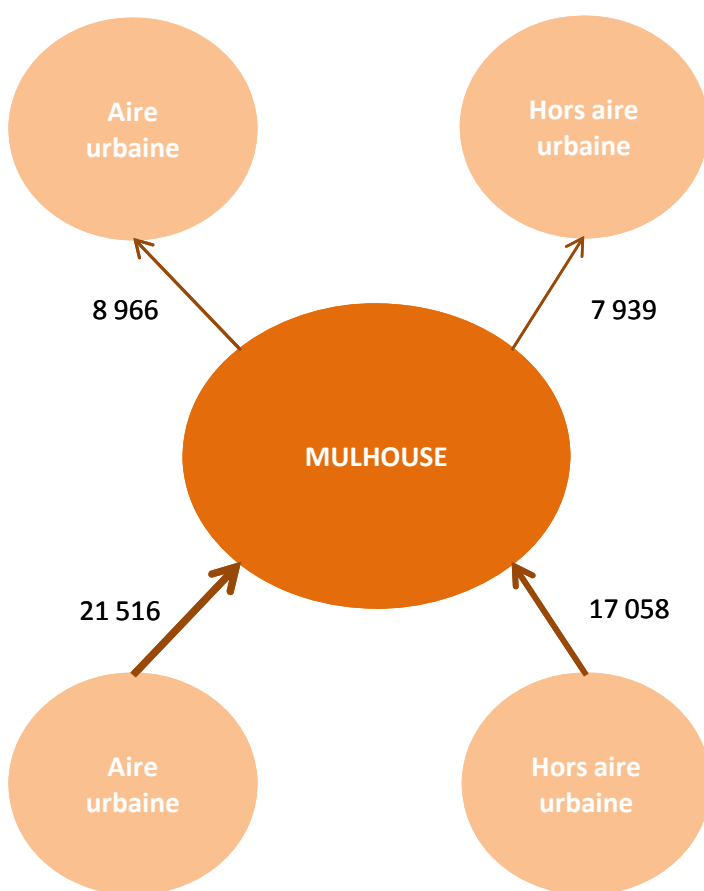 Aire
urbaine
Hors aire
urbaine
8 966
7 939
MULHOUSE
21 516
17 058
Aire
urbaine
Hors aire
urbaine